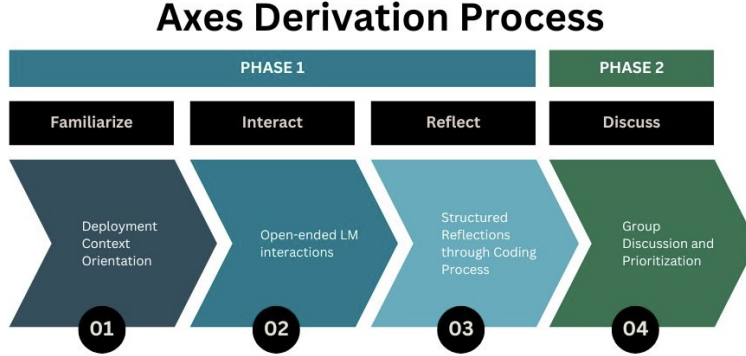 Axes Derivation Process
PHASE 1
PHASE 2
Familiarize
Interact
Reflect
Discuss
Deployment
Context
Orientation
Open-ended LM
interactions
Structured
Reflections
through Coding
Process
Group
Discussion and
Prioritization
01
02
03
04